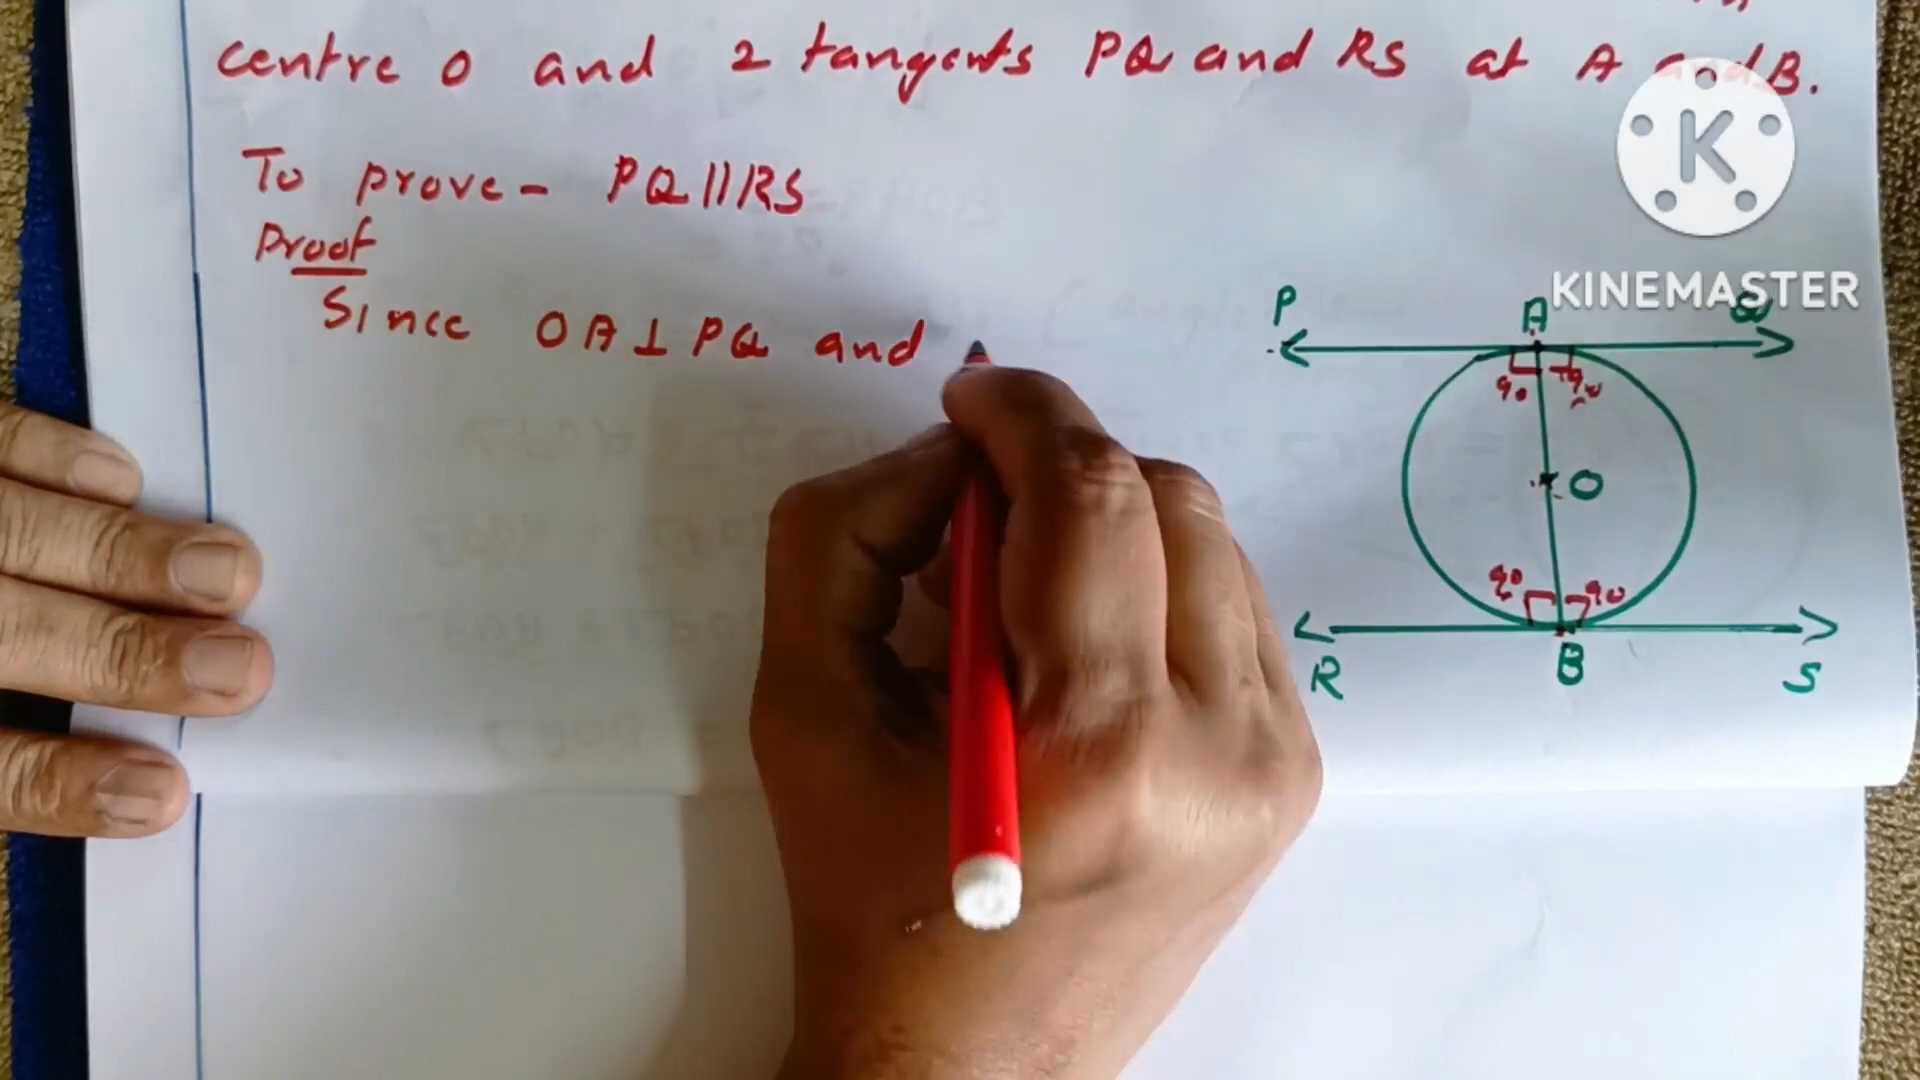 centre O and 2 tangents PQ and RS at A and B.
To prove - PQ || RS
Proof
Since OA ⊥ PQ and
K
KINEMASTER
P
A
Q
90
90
O
90
90
R
B
S